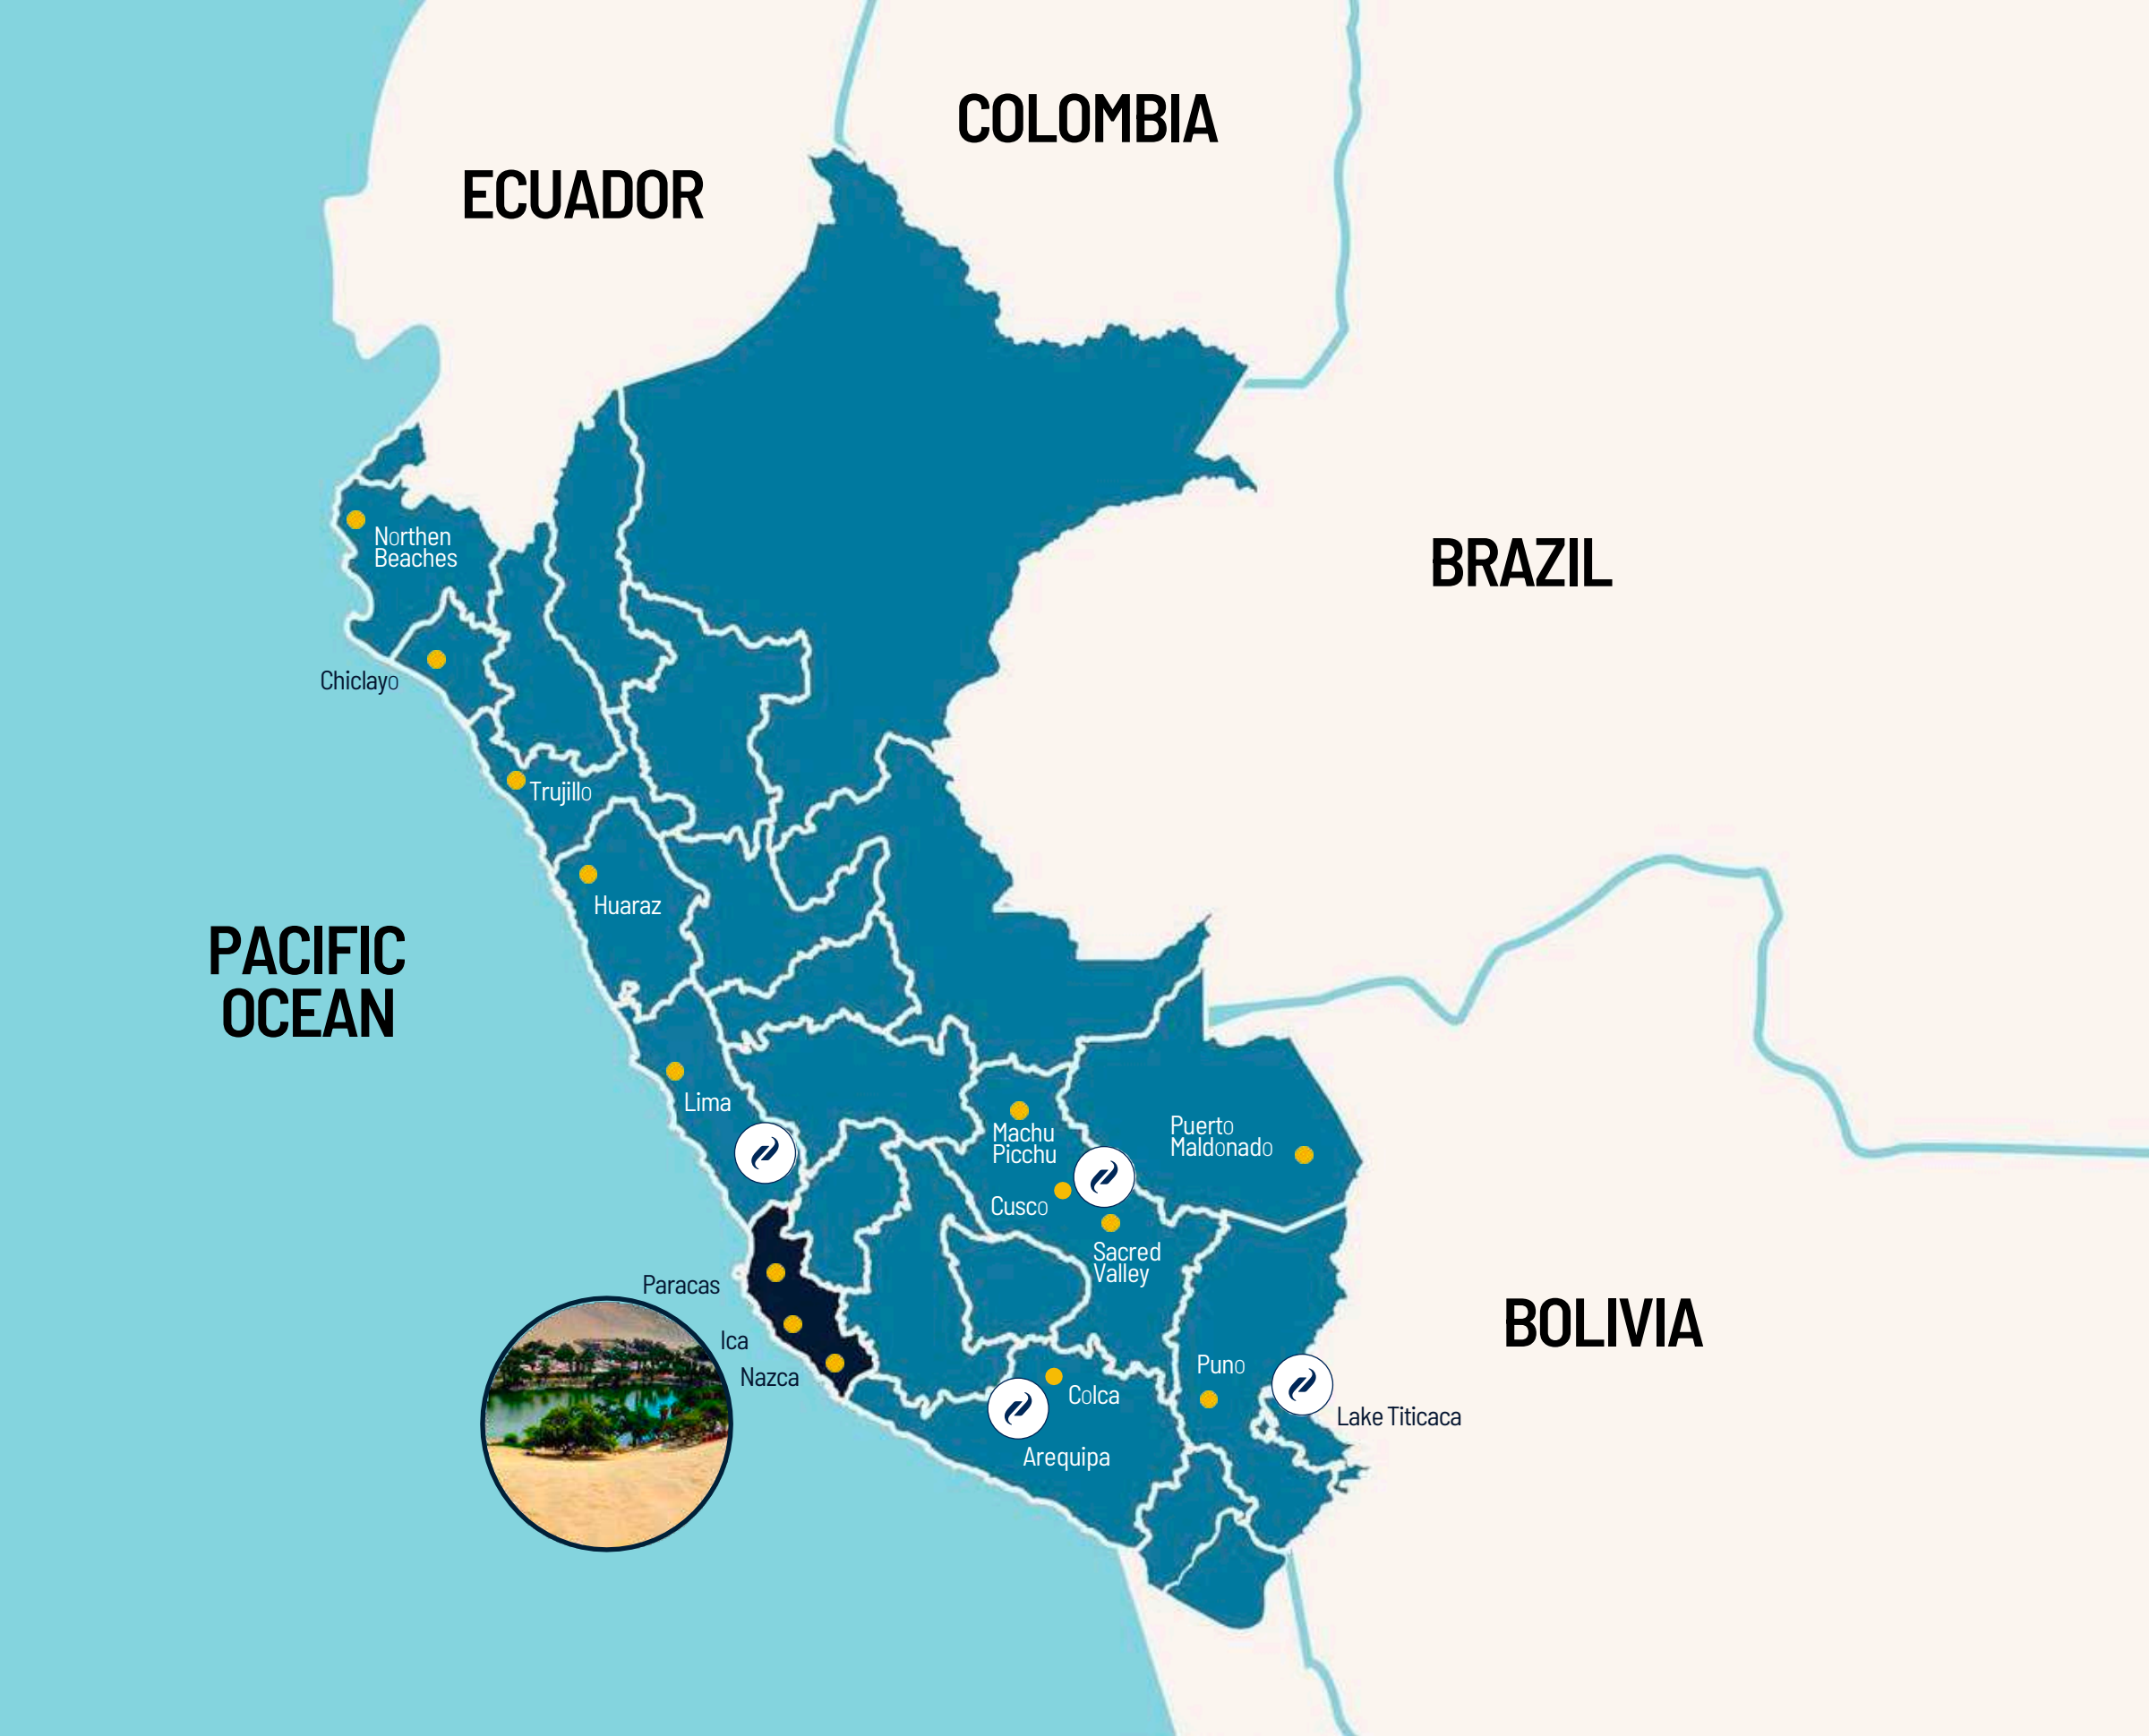 COLOMBIA
ECUADOR
BRAZIL
Northen
Beaches
Chiclayo
Trujillo
Huaraz
PACIFIC
OCEAN
Lima
Machu
Picchu
Puerto
Maldonado
Cusco
Sacred
Valley
Paracas
Ica
Nazca
BOLIVIA
Puno
Colca
Lake Titicaca
Arequipa